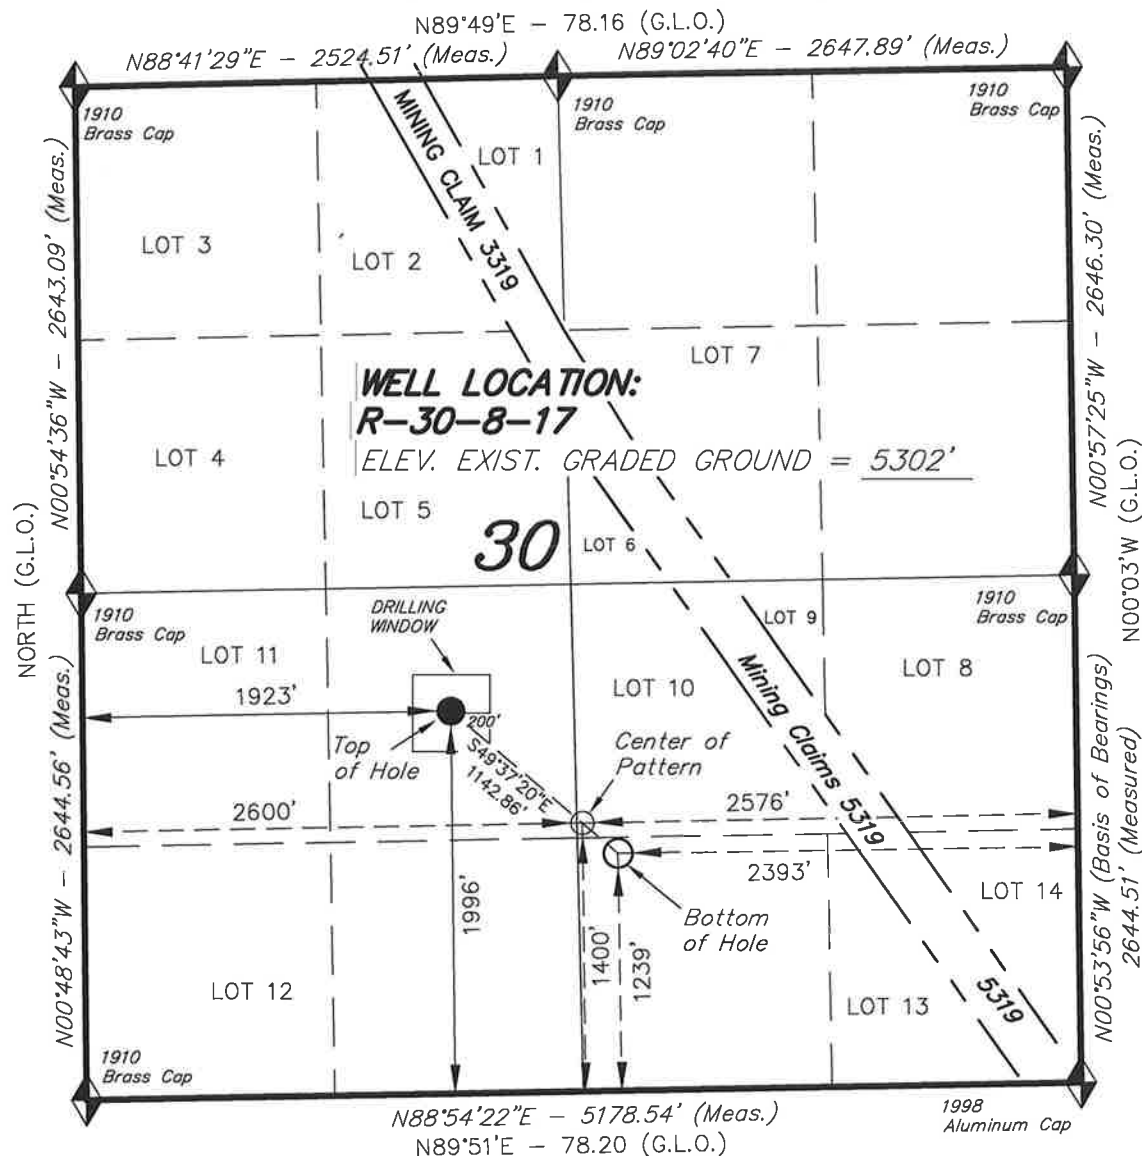 N89°49'E – 78.16 (G.L.O.)
N88°41'29"E – 2524.51' (Meas.)
N89°02'40"E – 2647.89' (Meas.)
1910
Brass Cap
1910
Brass Cap
1910
Brass Cap
MINING CLAIM 3319
LOT 1
LOT 3
LOT 2
N00°54'36"W – 2643.09' (Meas.)
N00°57'25"W – 2646.30' (Meas.)
LOT 7
WELL LOCATION:
R–30–8–17
ELEV. EXIST. GRADED GROUND = 5302'
LOT 4
LOT 5
30
LOT 6
NORTH (G.L.O.)
N00°03'W (G.L.O.)
1910
Brass Cap
1910
Brass Cap
DRILLING
WINDOW
LOT 9
LOT 11
LOT 8
LOT 10
1923'
200'
Top
of Hole
S49°37'20"E
1142.86'
Center of
Pattern
Mining Claims 5319
2600'
2576'
2393'
N00°48'43"W – 2644.56' (Meas.)
N00°53'56"W (Basis of Bearings)
2644.51' (Measured)
1996'
1400'
1239'
Bottom
of Hole
LOT 14
LOT 12
LOT 13
5319
1910
Brass Cap
1998
Aluminum Cap
N88°54'22"E – 5178.54' (Meas.)
N89°51'E – 78.20 (G.L.O.)